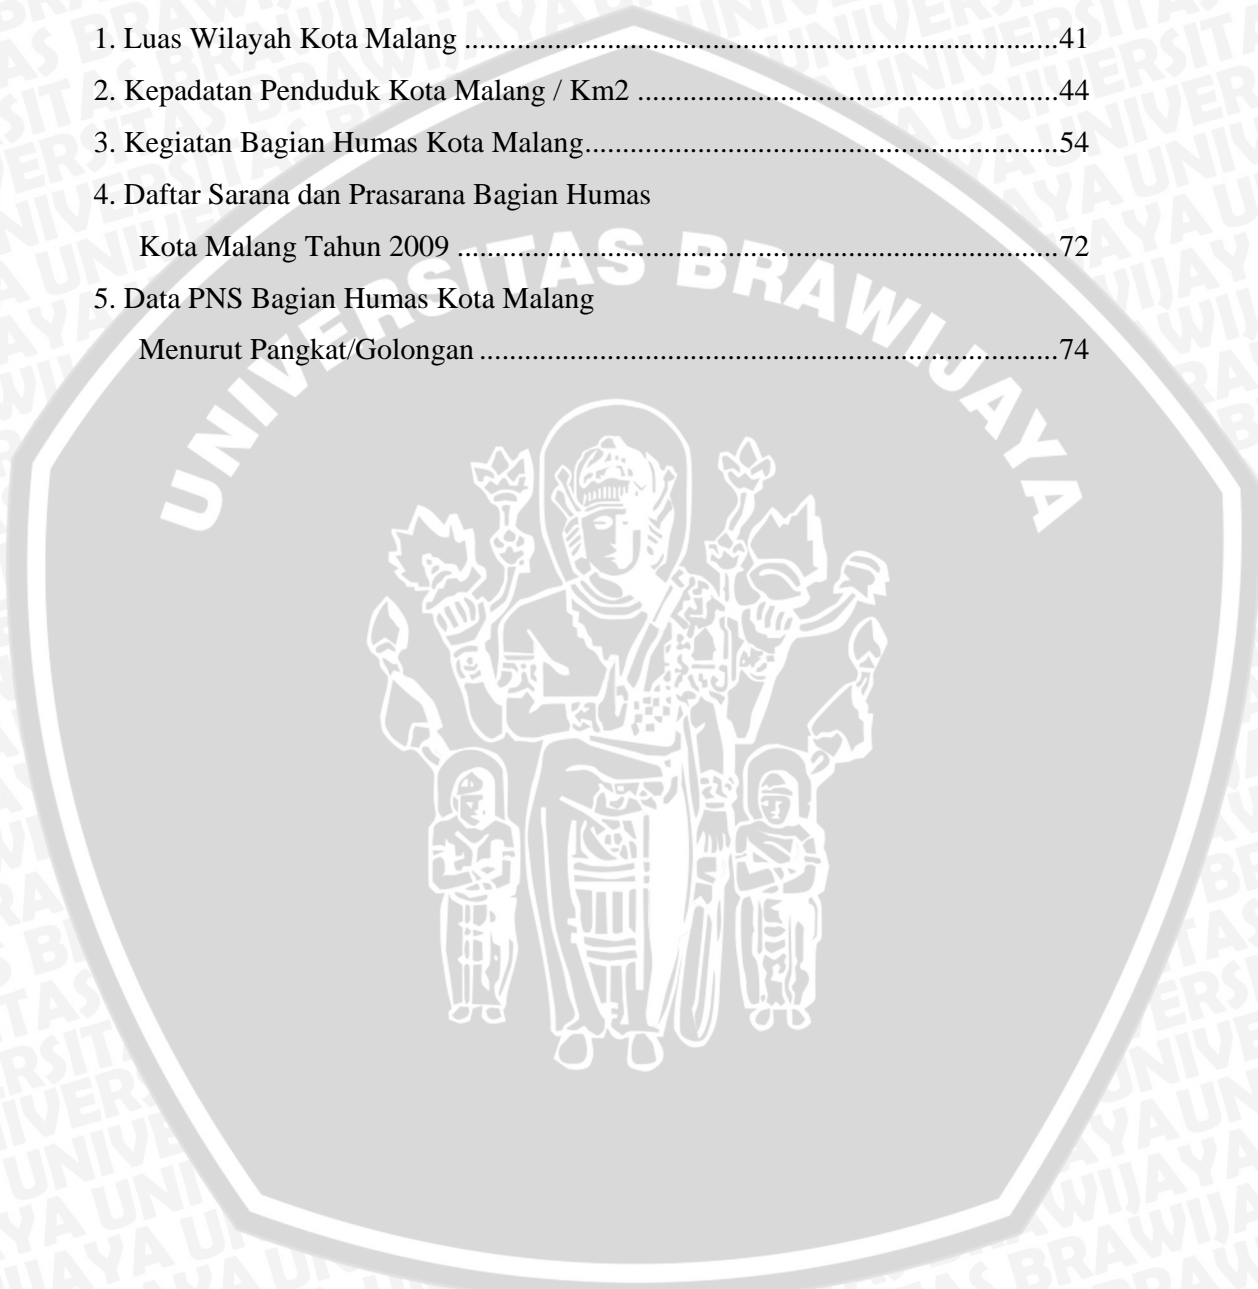 1. Luas Wilayah Kota Malang ................................................................................41
2. Kepadatan Penduduk Kota Malang / Km2 .........................................................44
3. Kegiatan Bagian Humas Kota Malang................................................................54
4. Daftar Sarana dan Prasarana Bagian Humas
Kota Malang Tahun 2009 .................................................................................72
5. Data PNS Bagian Humas Kota Malang
Menurut Pangkat/Golongan ..............................................................................74
UNIVERSITAS BRAWIJAYA